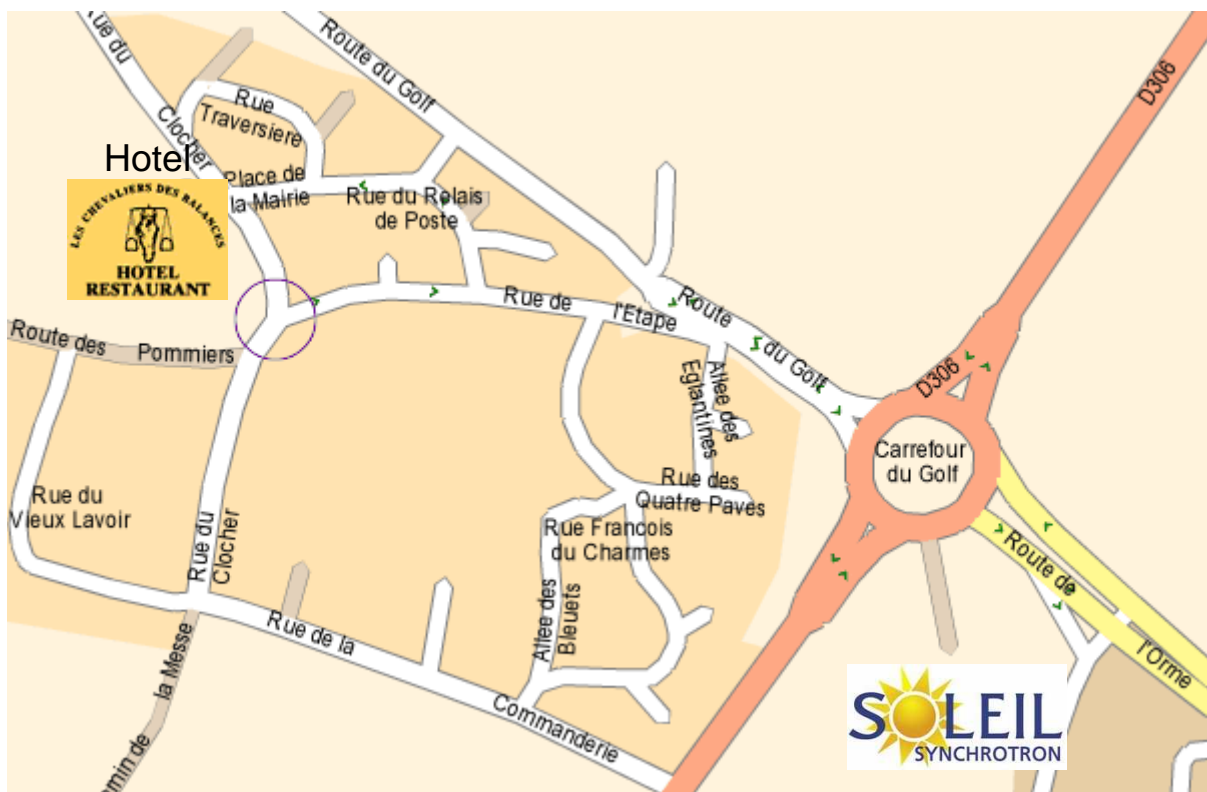 Rue du
Clocher
Route du Golf
D306
Rue
Traversiere
Hotel
Place de
la Mairie
Rue du Relais
de Poste
LES CHEVALIERS DES BALANCES
HOTEL
RESTAURANT
Rue de
l'Etape
Route
du Golf
D306
Route des
Pommiers
Allee des
Eglantines
Carrefour
du Golf
Rue des
Quatre Paves
Rue du
Vieux Lavoir
Rue Francois
du Charmes
Rue du
Clocher
Allee des
Bleuets
Route de
l'Orme
Rue de la
Commanderie
la Messe
SOLEIL
SYNCHROTRON